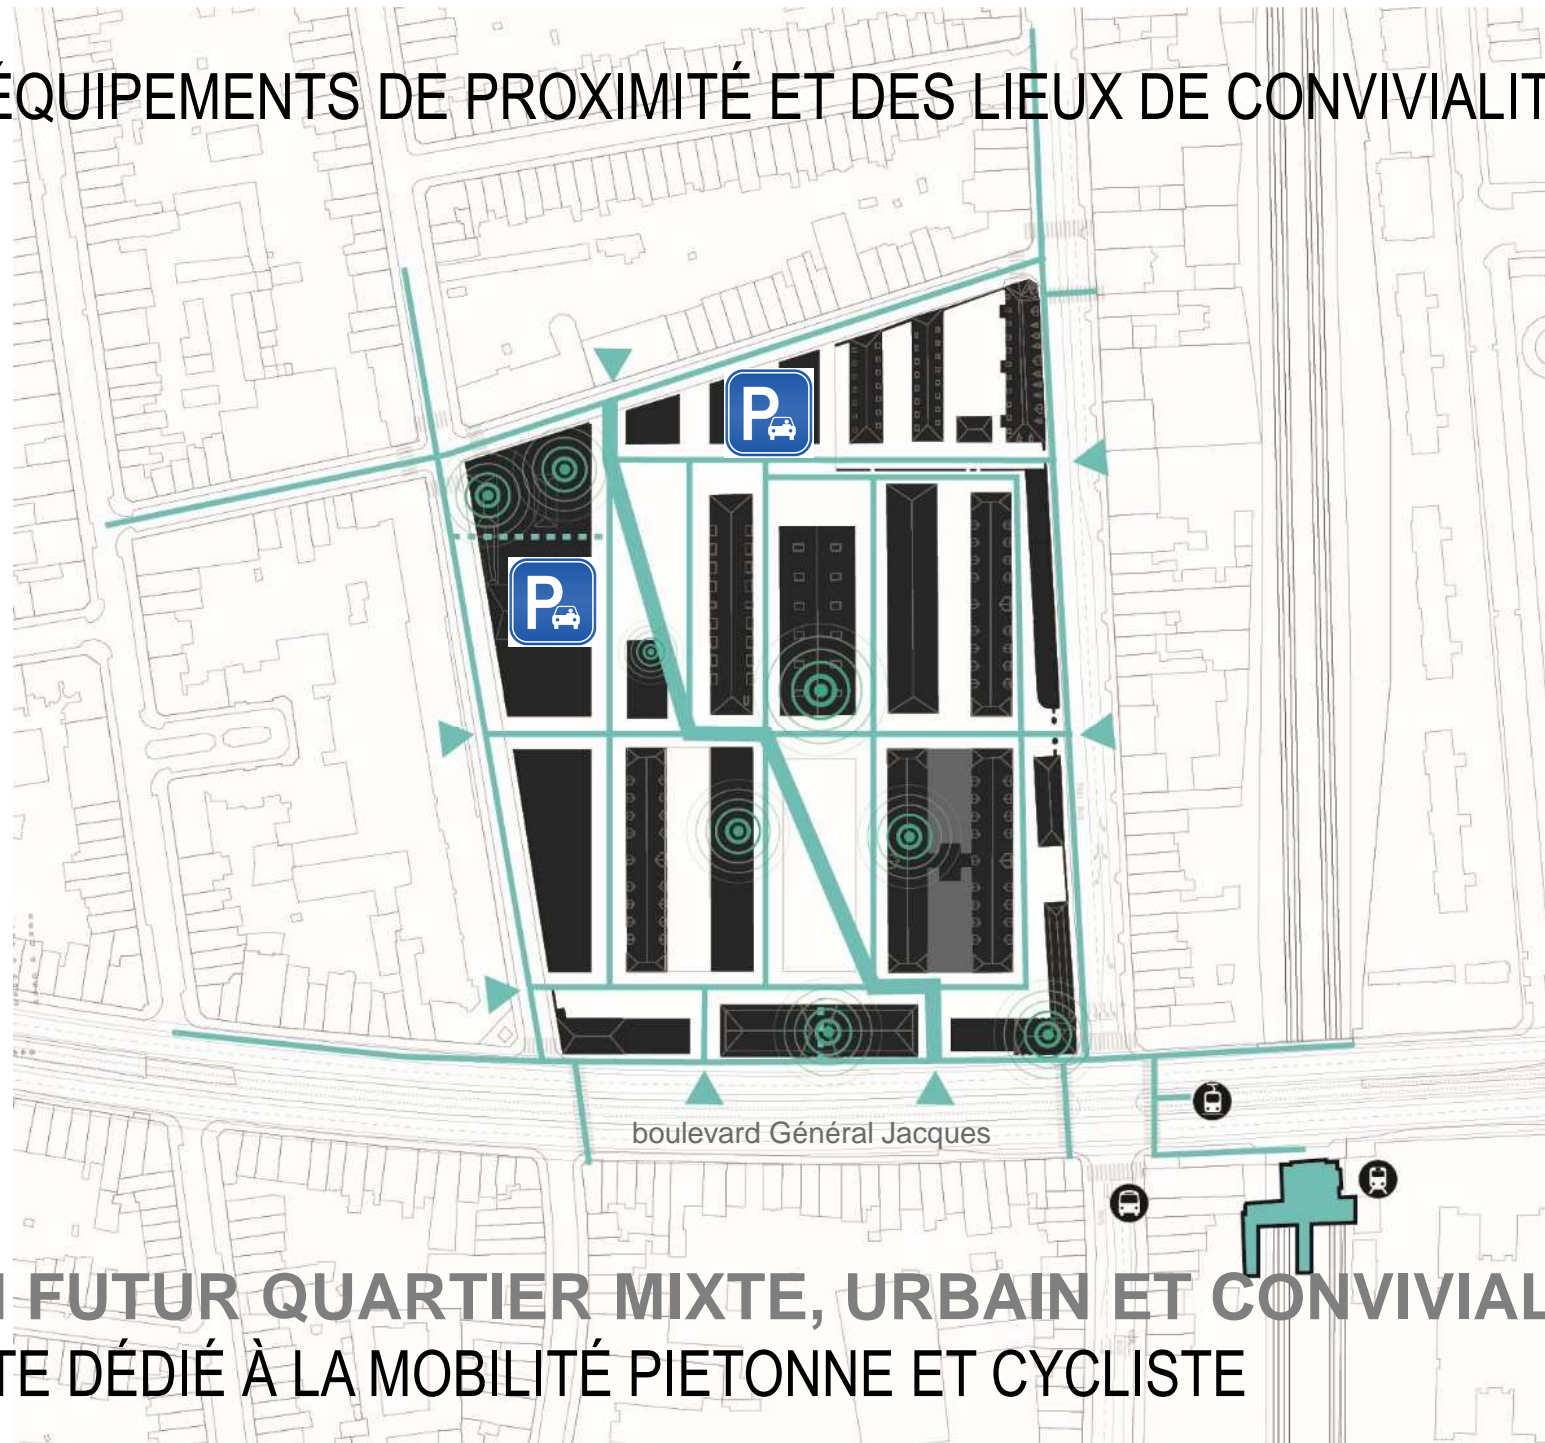 ÉQUIPEMENTS DE PROXIMITÉ ET DES LIEUX DE CONVIVIALIT
P
P
boulevard Général Jacques
FUTUR QUARTIER MIXTE, URBAIN ET CONVIVIAL
TE DÉDIÉ À LA MOBILITÉ PIETONNE ET CYCLISTE